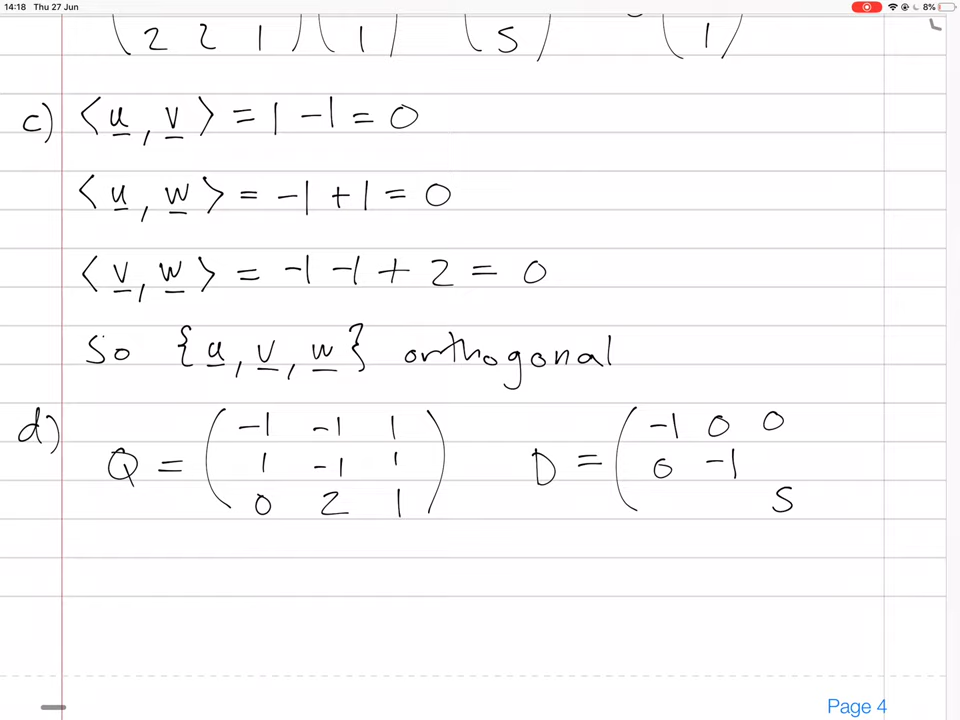 14:18 Thu 27 Jun 8%
(2 2 1)(1) (5) (1)
c) ⟨u, v⟩ = 1 - 1 = 0
⟨u, w⟩ = -1 + 1 = 0
⟨v, w⟩ = -1 - 1 + 2 = 0
So {u, v, w} orthogonal
d) Q = ( -1 -1 1 ) D = ( -1 0 0
1 -1 1 0 -1
0 2 1 5
Page 4